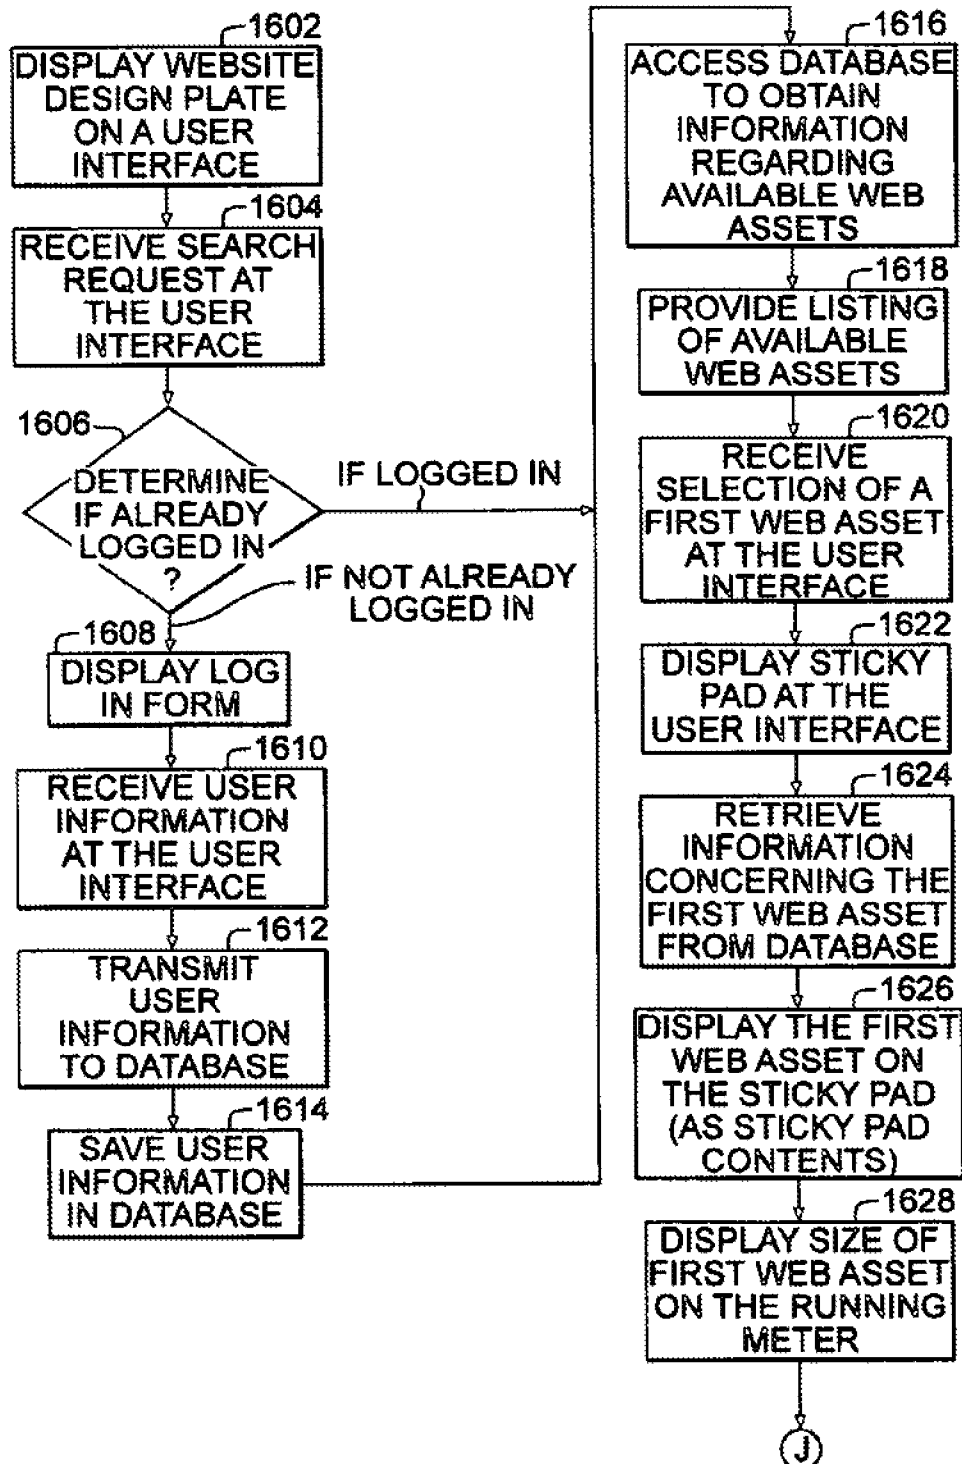 1602
DISPLAY WEBSITE
DESIGN PLATE
ON A USER
INTERFACE
1604
RECEIVE SEARCH
REQUEST AT
THE USER
INTERFACE
1606
DETERMINE
IF ALREADY
LOGGED IN
?
IF LOGGED IN
IF NOT ALREADY
LOGGED IN
1608
DISPLAY LOG
IN FORM
1610
RECEIVE USER
INFORMATION
AT THE USER
INTERFACE
1612
TRANSMIT
USER
INFORMATION
TO DATABASE
1614
SAVE USER
INFORMATION
IN DATABASE
1616
ACCESS DATABASE
TO OBTAIN
INFORMATION
REGARDING
AVAILABLE WEB
ASSETS
1618
PROVIDE LISTING
OF AVAILABLE
WEB ASSETS
1620
RECEIVE
SELECTION OF A
FIRST WEB ASSET
AT THE USER
INTERFACE
1622
DISPLAY STICKY
PAD AT THE
USER INTERFACE
1624
RETRIEVE
INFORMATION
CONCERNING THE
FIRST WEB ASSET
FROM DATABASE
1626
DISPLAY THE FIRST
WEB ASSET ON
THE STICKY PAD
(AS STICKY PAD
CONTENTS)
1628
DISPLAY SIZE OF
FIRST WEB ASSET
ON THE RUNNING
METER
J